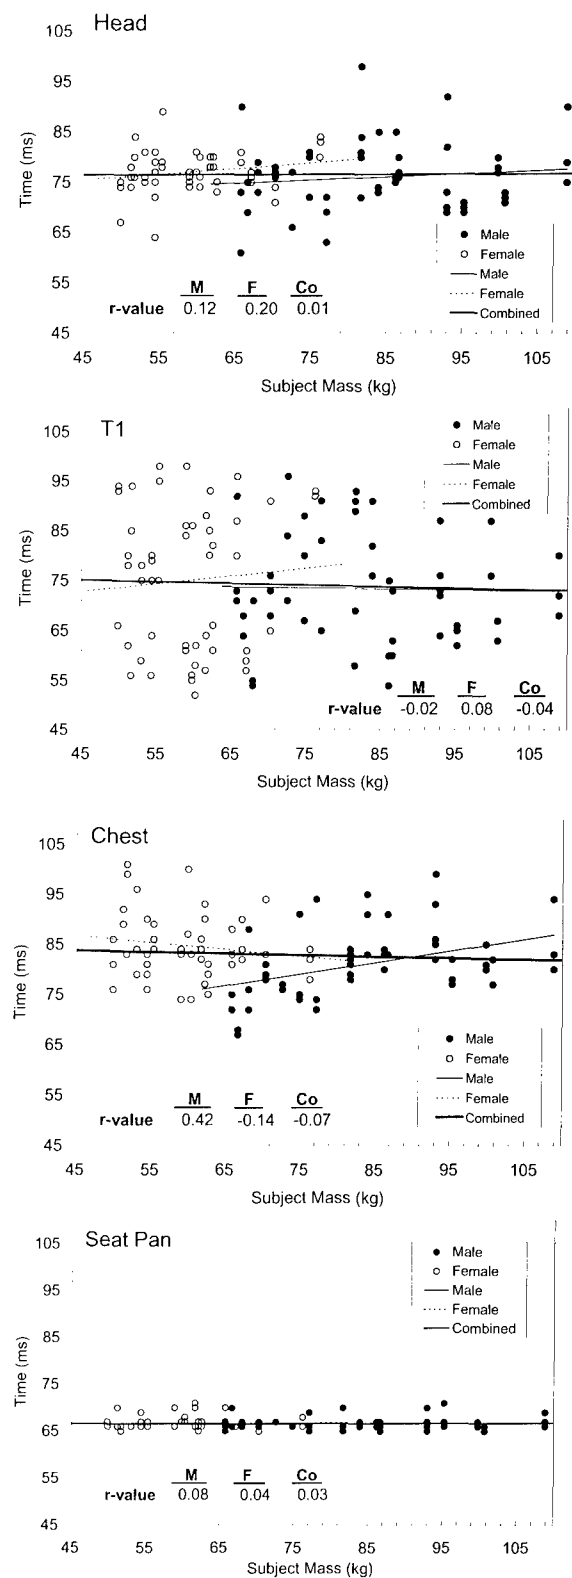 Head
105
95
85
75
65
55
45
Time (ms)
Male
Female
Male
Female
Combined
M F Co
r-value 0.12 0.20 0.01
45 55 65 75 85 95 105
Subject Mass (kg)
T1
105
95
85
75
65
55
45
Time (ms)
Male
Female
Male
Female
Combined
M F Co
r-value -0.02 0.08 -0.04
45 55 65 75 85 95 105
Subject Mass (kg)
Chest
105
95
85
75
65
55
45
Time (ms)
Male
Female
Male
Female
Combined
M F Co
r-value 0.42 -0.14 -0.07
45 55 65 75 85 95 105
Subject Mass (kg)
Seat Pan
105
95
85
75
65
55
45
Time (ms)
Male
Female
Male
Female
Combined
M F Co
r-value 0.08 0.04 0.03
45 55 65 75 85 95 105
Subject Mass (kg)